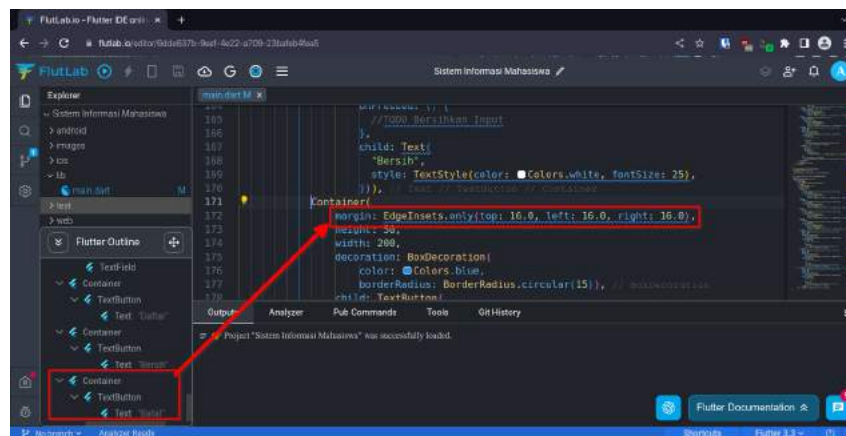 FlutLab.io - Flutter IDE onli
FlutLab
Sistem Informasi Mahasiswa
Explorer
main.dart M
Sistem Informasi Mahasiswa
android
images
ios
lib
main.dart M
test
web
165 //TODO Bersihkan Input
166 },
167 child: Text(
168 "Bersih",
169 style: TextStyle(color: Colors.white, fontSize: 25),
170 ))), // Text // TextButton // Container
171 Container(
172 margin: EdgeInsets.only(top: 16.0, left: 16.0, right: 16.0),
173 height: 50,
174 width: 200,
175 decoration: BoxDecoration(
176 color: Colors.blue,
177 borderRadius: BorderRadius.circular(15)), // BoxDecoration
178 child: TextButton(
Flutter Outline
TextField
Container
TextButton
Text "Daftar"
Container
TextButton
Text "Bersih"
Container
TextButton
Text "Batal"
Outputs Analyzer Pub Commands Tools Git History
Project "Sistem Informasi Mahasiswa" was successfully loaded.
Flutter Documentation
No branch Analyzer Ready Shortcuts Flutter 3.3